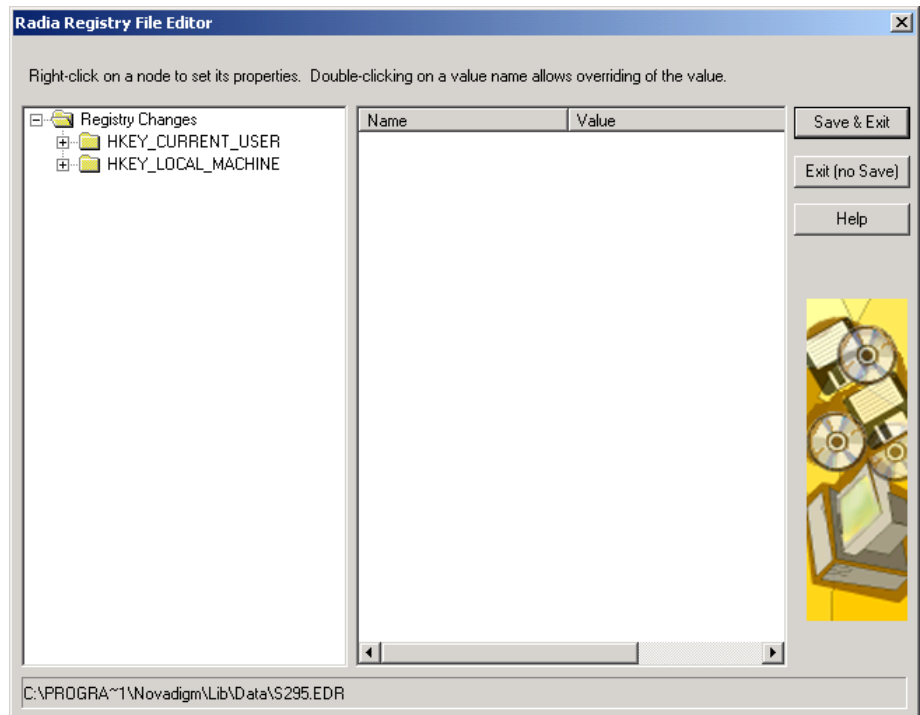 Radia Registry File Editor
Right-click on a node to set its properties. Double-clicking on a value name allows overriding of the value.
Registry Changes
HKEY_CURRENT_USER
HKEY_LOCAL_MACHINE
Name Value
Save & Exit
Exit (no Save)
Help
C:\PROGRA~1\Novadigm\Lib\Data\S295.EDR